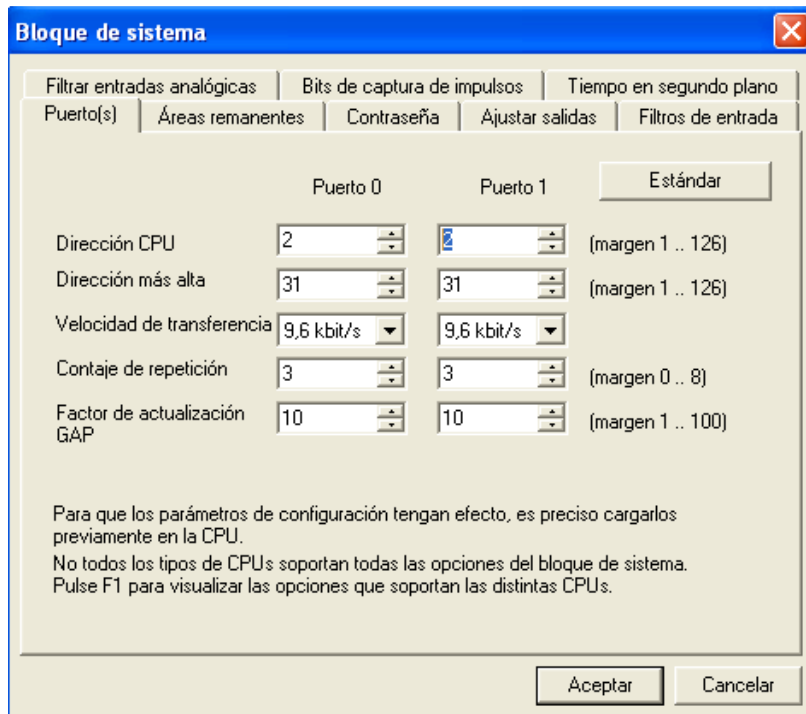 Bloque de sistema
Filtrar entradas analógicas Bits de captura de impulsos Tiempo en segundo plano
Puerto(s) Áreas remanentes Contraseña Ajustar salidas Filtros de entrada
Puerto 0 Puerto 1 Estándar
Dirección CPU 2 2 (margen 1 .. 126)
Dirección más alta 31 31 (margen 1 .. 126)
Velocidad de transferencia 9,6 kbit/s 9,6 kbit/s
Contaje de repetición 3 3 (margen 0 .. 8)
Factor de actualización
GAP 10 10 (margen 1 .. 100)
Para que los parámetros de configuración tengan efecto, es preciso cargarlos
previamente en la CPU.
No todos los tipos de CPUs soportan todas las opciones del bloque de sistema.
Pulse F1 para visualizar las opciones que soportan las distintas CPUs.
Aceptar Cancelar